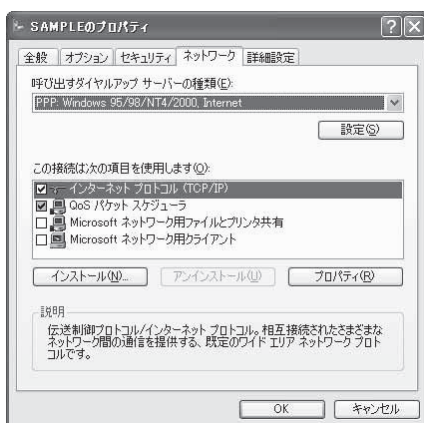 SAMPLEのプロパティ
全般 オプション セキュリティ ネットワーク 詳細設定
呼び出すダイヤルアップ サーバーの種類(E):
PPP: Windows 95/98/NT4/2000, Internet
設定(S)
この接続は次の項目を使用します(O):
インターネット プロトコル (TCP/IP)
QoS パケット スケジューラ
Microsoft ネットワーク用ファイルとプリンタ共有
Microsoft ネットワーク用クライアント
インストール(N)... アンインストール(U) プロパティ(R)
説明
伝送制御プロトコル/インターネット プロトコル。相互接続されたさまざまな
ネットワーク間の通信を提供する、既定のワイド エリア ネットワーク プロト
コルです。
OK キャンセル